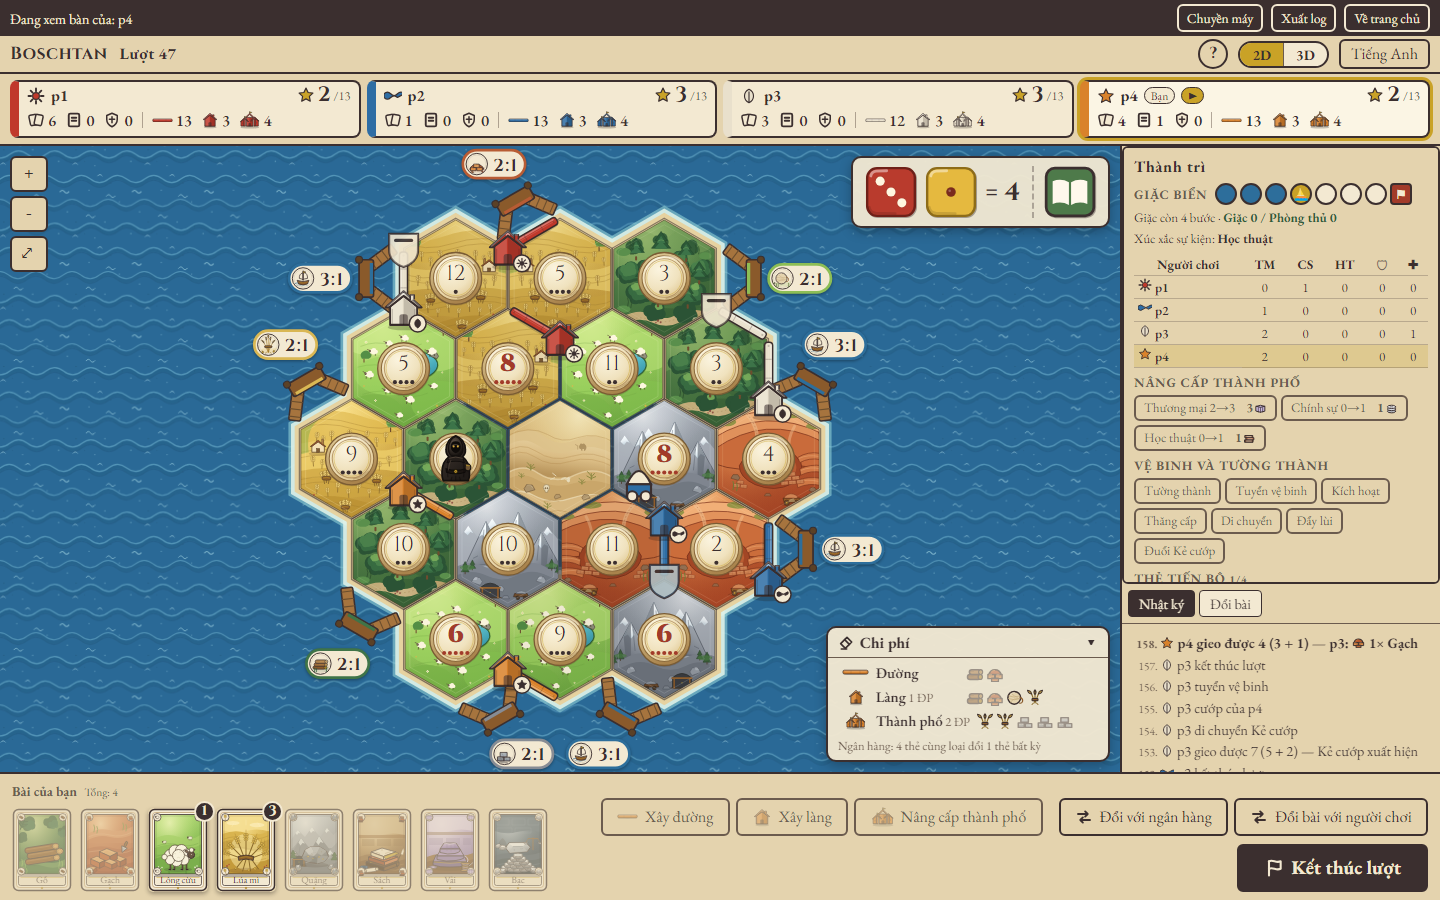 Đang xem bàn của: p4
Chuyền máy
Xuất log
Về trang chủ
BOSCHTAN Lượt 47
?
2D 3D
Tiếng Anh
p1 2/13
6 0 0 13 3 4
p2 3/13
1 0 0 13 3 4
p3 3/13
3 0 0 12 3 4
p4 Bạn 2/13
4 1 0 13 3 4
+
-
= 4
2:1
3:1
2:1
2:1
3:1
3:1
2:1
2:1
3:1
12 5 3
5 8 11 3
9 8 4
10 10 11 2
6 9 6
Chi phí
Đường
Làng 1 ĐP
Thành phố 2 ĐP
Ngân hàng: 4 thẻ cùng loại đổi 1 thẻ bất kỳ
Thành trì
GIẶC BIỂN
Giặc còn 4 bước · Giặc 0 / Phòng thủ 0
Xúc xắc sự kiện: Học thuật
Người chơi TM CS HT
p1 0 1 0 0 0
p2 1 0 0 0 0
p3 2 0 0 0 1
p4 2 0 0 0 0
NÂNG CẤP THÀNH PHỐ
Thương mại 2→3 3
Chính sự 0→1 1
Học thuật 0→1 1
VỆ BINH VÀ TƯỜNG THÀNH
Tường thành
Tuyển vệ binh
Kích hoạt
Thăng cấp
Di chuyển
Đẩy lùi
Đuổi Kẻ cướp
THẺ TIẾN BỘ 1/4
Nhật ký
Đổi bài
158. p4 gieo được 4 (3 + 1) — p3: 1× Gạch
157. p3 kết thúc lượt
156. p3 tuyển vệ binh
155. p3 cướp của p4
154. p3 di chuyển Kẻ cướp
153. p3 gieo được 7 (5 + 2) — Kẻ cướp xuất hiện
Bài của bạn Tổng: 4
1
3
Gỗ
Gạch
Lông cừu
Lúa mì
Quặng
Sách
Vải
Bạc
Xây đường
Xây làng
Nâng cấp thành phố
Đổi với ngân hàng
Đổi bài với người chơi
Kết thúc lượt